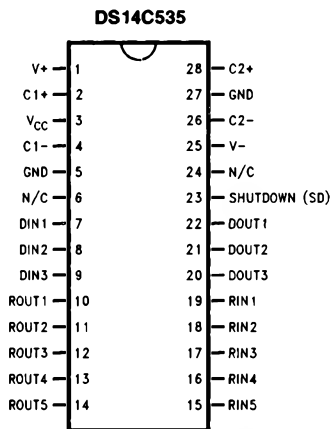 DS14C535
V+ 1 28 C2+
C1+ 2 27 GND
VCC 3 26 C2-
C1- 4 25 V-
GND 5 24 N/C
N/C 6 23 SHUTDOWN (SD)
DIN1 7 22 DOUT1
DIN2 8 21 DOUT2
DIN3 9 20 DOUT3
ROUT1 10 19 RIN1
ROUT2 11 18 RIN2
ROUT3 12 17 RIN3
ROUT4 13 16 RIN4
ROUT5 14 15 RIN5